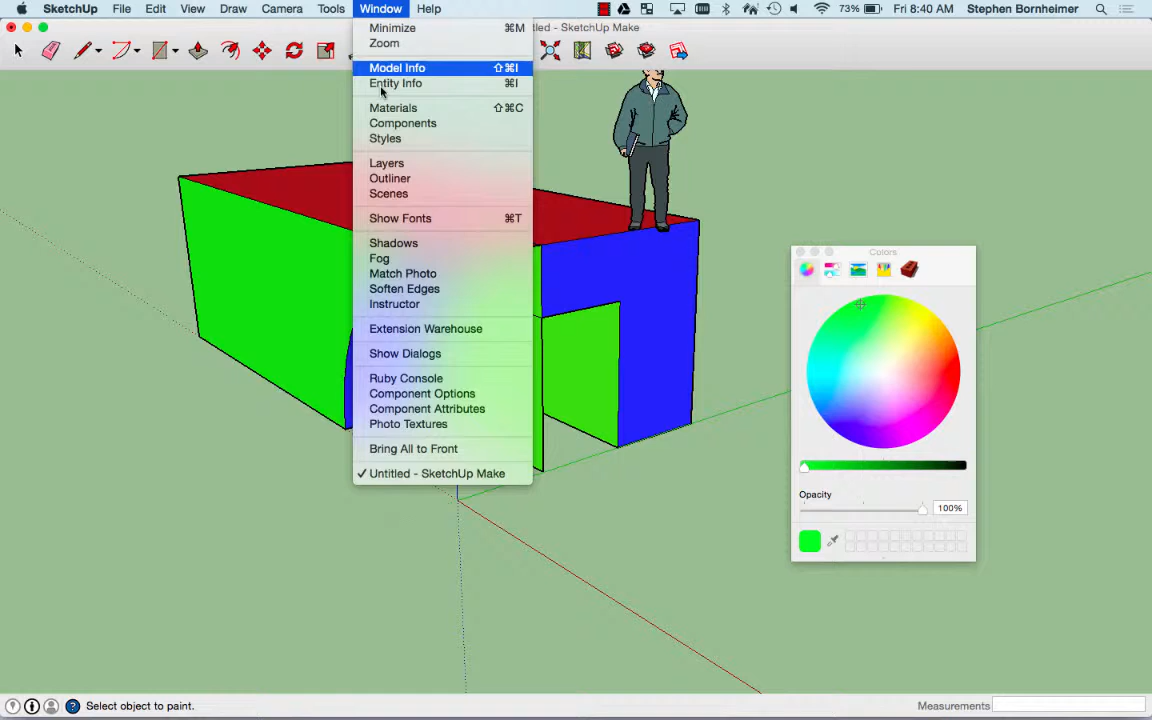 SketchUp File Edit View Draw Camera Tools Window Help 73% Fri 8:40 AM Stephen Bornheimer
ntitled - SketchUp Make
Minimize ⌘M
Zoom
Model Info ⇧⌘I
Entity Info ⌘I
Materials ⇧⌘C
Components
Styles
Layers
Outliner
Scenes
Show Fonts ⌘T
Shadows
Fog
Match Photo
Soften Edges
Instructor
Extension Warehouse
Show Dialogs
Ruby Console
Component Options
Component Attributes
Photo Textures
Bring All to Front
✓ Untitled - SketchUp Make
Colors
Opacity
100%
Select object to paint.
Measurements